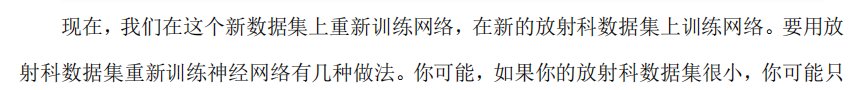 现在，我们在这个新数据集上重新训练网络，在新的放射科数据集上训练网络。要用放
射科数据集重新训练神经网络有几种做法。你可能，如果你的放射科数据集很小，你可能只